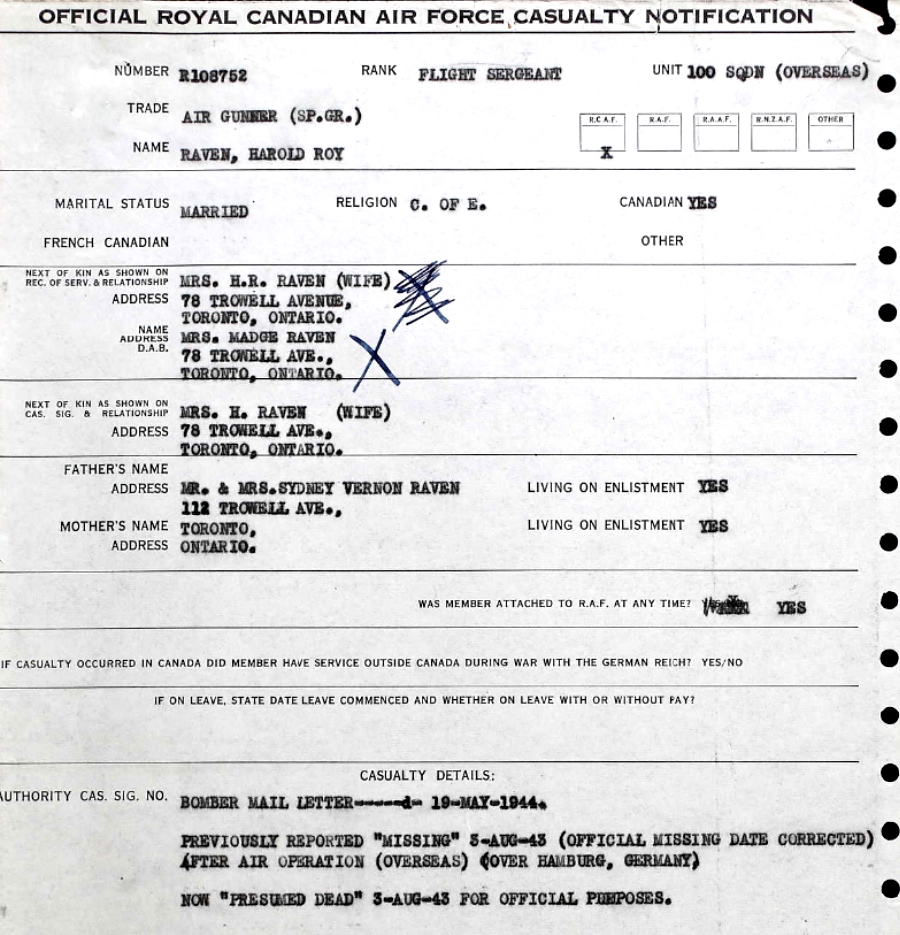 OFFICIAL ROYAL CANADIAN AIR FORCE CASUALTY NOTIFICATION
NUMBER R108752 RANK FLIGHT SERGEANT UNIT 100 SQDN (OVERSEAS)
TRADE AIR GUNNER (SP.GR.)
R.C.A.F. R.A.F. R.A.A.F. R.N.Z.A.F. OTHER
NAME RAVEN, HAROLD ROY X
MARITAL STATUS MARRIED RELIGION C. OF E. CANADIAN YES
FRENCH CANADIAN OTHER
NEXT OF KIN AS SHOWN ON
REC. OF SERV. & RELATIONSHIP MRS. H.R. RAVEN (WIFE)
ADDRESS 78 TROWELL AVENUE,
TORONTO, ONTARIO.
NAME MRS. MADGE RAVEN
ADDRESS
D.A.B. 78 TROWELL AVE.,
TORONTO, ONTARIO.
NEXT OF KIN AS SHOWN ON
CAS. SIG. & RELATIONSHIP MRS. H. RAVEN (WIFE)
ADDRESS 78 TROWELL AVE.,
TORONTO, ONTARIO.
FATHER'S NAME
ADDRESS MR. & MRS.SYDNEY VERNON RAVEN LIVING ON ENLISTMENT YES
112 TROWELL AVE.,
MOTHER'S NAME TORONTO, LIVING ON ENLISTMENT YES
ADDRESS ONTARIO.
WAS MEMBER ATTACHED TO R.A.F. AT ANY TIME? YES
IF CASUALTY OCCURRED IN CANADA DID MEMBER HAVE SERVICE OUTSIDE CANADA DURING WAR WITH THE GERMAN REICH? YES/NO
IF ON LEAVE, STATE DATE LEAVE COMMENCED AND WHETHER ON LEAVE WITH OR WITHOUT PAY?
CASUALTY DETAILS:
AUTHORITY CAS. SIG. NO. BOMBER MAIL LETTER-----d- 19-MAY-1944.
PREVIOUSLY REPORTED "MISSING" 3-AUG-43 (OFFICIAL MISSING DATE CORRECTED)
AFTER AIR OPERATION (OVERSEAS) (OVER HAMBURG, GERMANY)
NOW "PRESUMED DEAD" 3-AUG-43 FOR OFFICIAL PURPOSES.